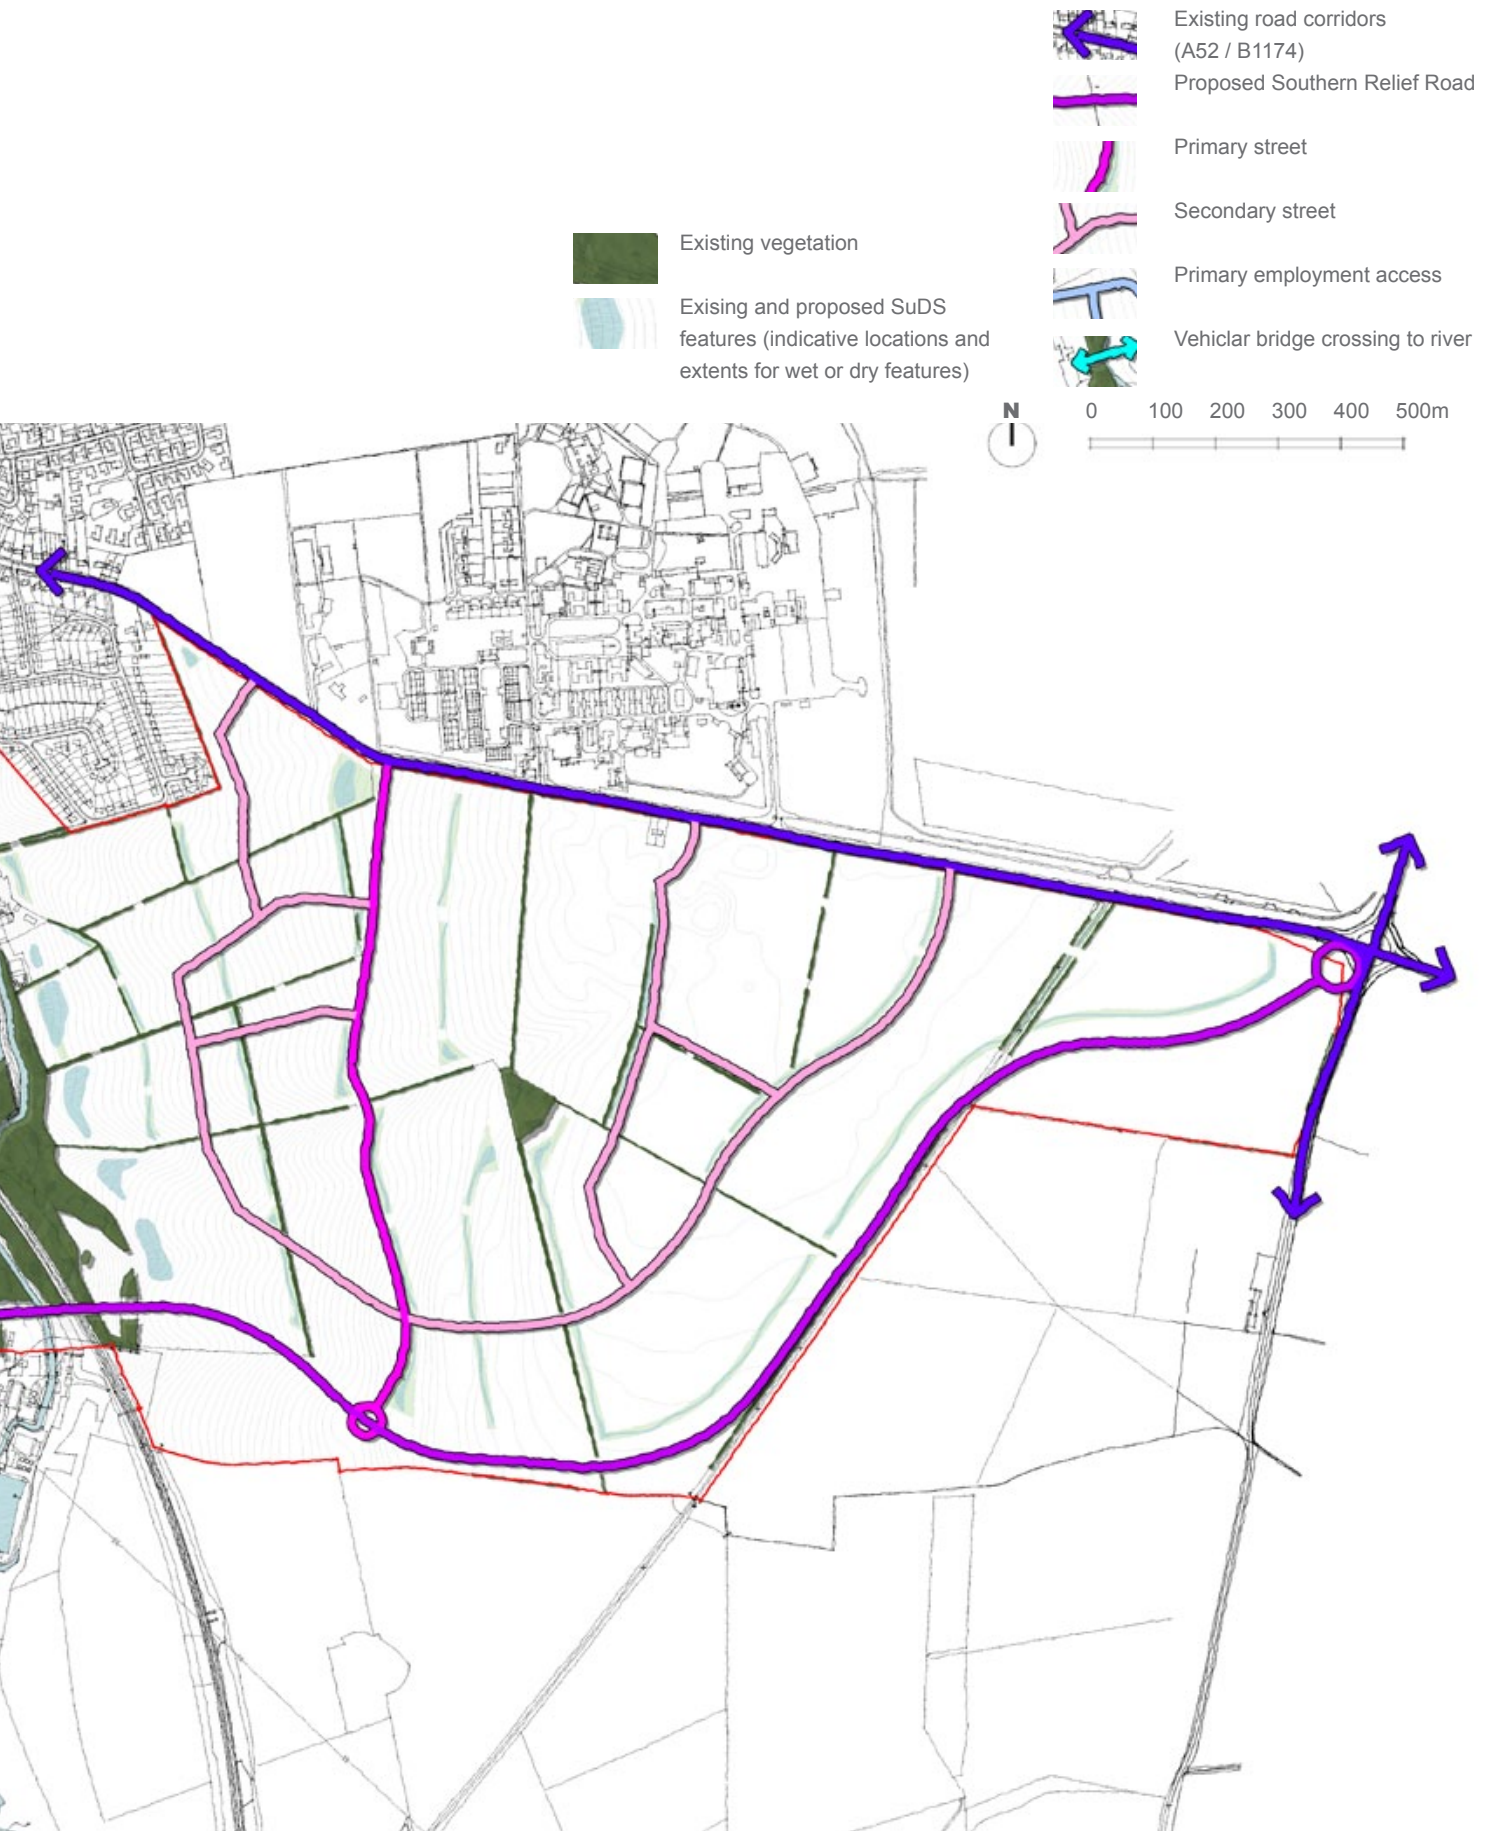 Existing road corridors
(A52 / B1174)
Proposed Southern Relief Road
Primary street
Secondary street
Primary employment access
Vehiclar bridge crossing to river
Existing vegetation
Exising and proposed SuDS
features (indicative locations and
extents for wet or dry features)
N
0 100 200 300 400 500m